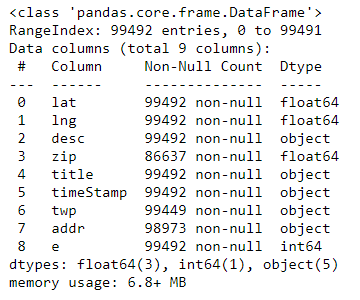 <class 'pandas.core.frame.DataFrame'>
RangeIndex: 99492 entries, 0 to 99491
Data columns (total 9 columns):
 #   Column     Non-Null Count  Dtype
---  ------     --------------  -----
 0   lat        99492 non-null  float64
 1   lng        99492 non-null  float64
 2   desc       99492 non-null  object
 3   zip        86637 non-null  float64
 4   title      99492 non-null  object
 5   timeStamp  99492 non-null  object
 6   twp        99449 non-null  object
 7   addr       98973 non-null  object
 8   e          99492 non-null  int64
dtypes: float64(3), int64(1), object(5)
memory usage: 6.8+ MB